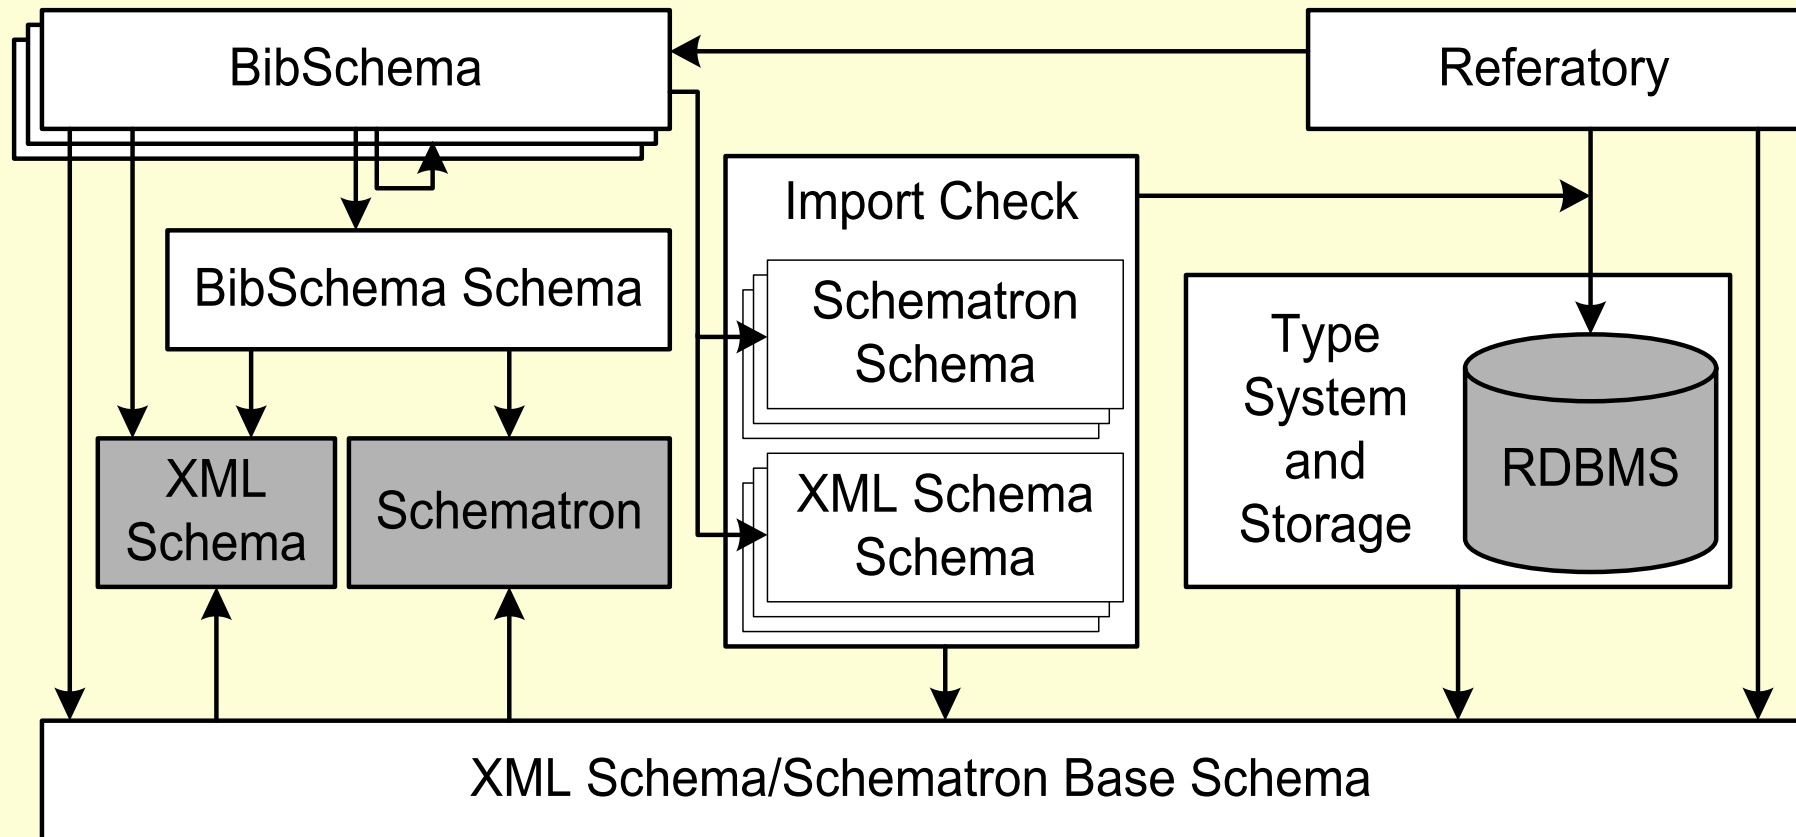 BibSchema
Referatory
Import Check
BibSchema Schema
Schematron
Schema
Type
System
and
Storage
RDBMS
XML
Schema
Schematron
XML Schema
Schema
XML Schema/Schematron Base Schema